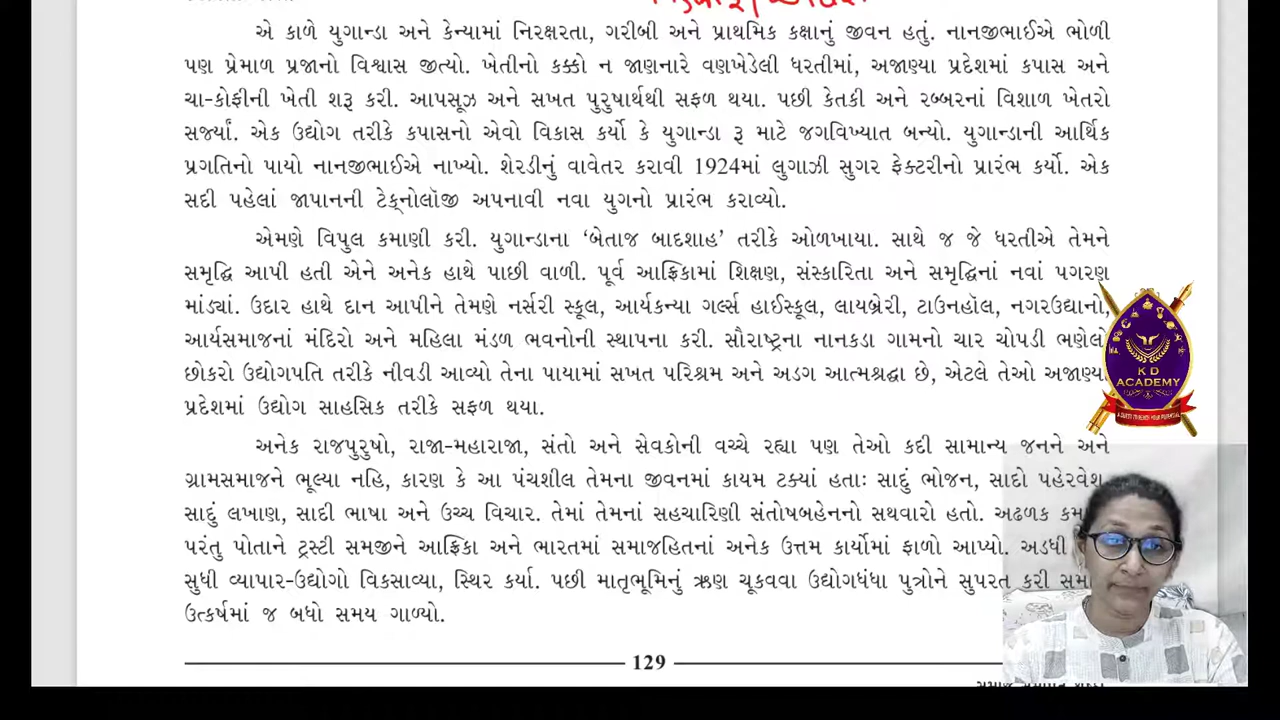 એ કાળે યુગાન્ડા અને કેન્યામાં નિરક્ષરતા, ગરીબી અને પ્રાથમિક કક્ષાનું જીવન હતું. નાનજીભાઈએ ભોળી
પણ પ્રેમાળ પ્રજાનો વિશ્વાસ જીત્યો. ખેતીનો કક્કો ન જાણનારે વણખેડેલી ધરતીમાં, અજાણ્યા પ્રદેશમાં કપાસ અને
ચા-કોફીની ખેતી શરૂ કરી. આપસૂઝ અને સખત પુરુષાર્થથી સફળ થયા. પછી કેતકી અને રબ્બરનાં વિશાળ ખેતરો
સર્જ્યાં. એક ઉદ્યોગ તરીકે કપાસનો એવો વિકાસ કર્યો કે યુગાન્ડા રૂ માટે જગવિખ્યાત બન્યો. યુગાન્ડાની આર્થિક
પ્રગતિનો પાયો નાનજીભાઈએ નાખ્યો. શેરડીનું વાવેતર કરાવી 1924માં લુગાઝી સુગર ફેક્ટરીનો પ્રારંભ કર્યો. એક
સદી પહેલાં જાપાનની ટેક્નોલૉજી અપનાવી નવા યુગનો પ્રારંભ કરાવ્યો.
એમણે વિપુલ કમાણી કરી. યુગાન્ડાના ‘બેતાજ બાદશાહ’ તરીકે ઓળખાયા. સાથે જ જે ધરતીએ તેમને
સમૃદ્ધિ આપી હતી એને અનેક હાથે પાછી વાળી. પૂર્વ આફ્રિકામાં શિક્ષણ, સંસ્કારિતા અને સમૃદ્ધિનાં નવાં પગરણ
માંડ્યાં. ઉદાર હાથે દાન આપીને તેમણે નર્સરી સ્કૂલ, આર્યકન્યા ગર્લ્સ હાઈસ્કૂલ, લાયબ્રેરી, ટાઉનહૉલ, નગરઉદ્યાનો,
આર્યસમાજનાં મંદિરો અને મહિલા મંડળ ભવનોની સ્થાપના કરી. સૌરાષ્ટ્રના નાનકડા ગામનો ચાર ચોપડી ભણેલો
છોકરો ઉદ્યોગપતિ તરીકે નીવડી આવ્યો તેના પાયામાં સખત પરિશ્રમ અને અડગ આત્મશ્રદ્ધા છે, એટલે તેઓ અજાણ્યા
પ્રદેશમાં ઉદ્યોગ સાહસિક તરીકે સફળ થયા.
અનેક રાજપુરુષો, રાજા-મહારાજા, સંતો અને સેવકોની વચ્ચે રહ્યા પણ તેઓ કદી સામાન્ય જનને અને
ગ્રામસમાજને ભૂલ્યા નહિ, કારણ કે આ પંચશીલ તેમના જીવનમાં કાયમ ટક્યાં હતાઃ સાદું ભોજન, સાદો પહેરવેશ,
સાદું લખાણ, સાદી ભાષા અને ઉચ્ચ વિચાર. તેમાં તેમનાં સહચારિણી સંતોષબહેનનો સથવારો હતો. અઢળક
પરંતુ પોતાને ટ્રસ્ટી સમજીને આફ્રિકા અને ભારતમાં સમાજહિતનાં અનેક ઉત્તમ કાર્યોમાં ફાળો આપ્યો. અડધી
સુધી વ્યાપાર-ઉદ્યોગો વિકસાવ્યા, સ્થિર કર્યા. પછી માતૃભૂમિનું ઋણ ચૂકવવા ઉદ્યોગધંધા પુત્રોને સુપરત કરી
ઉત્કર્ષમાં જ બધો સમય ગાળ્યો.
129
K D
ACADEMY